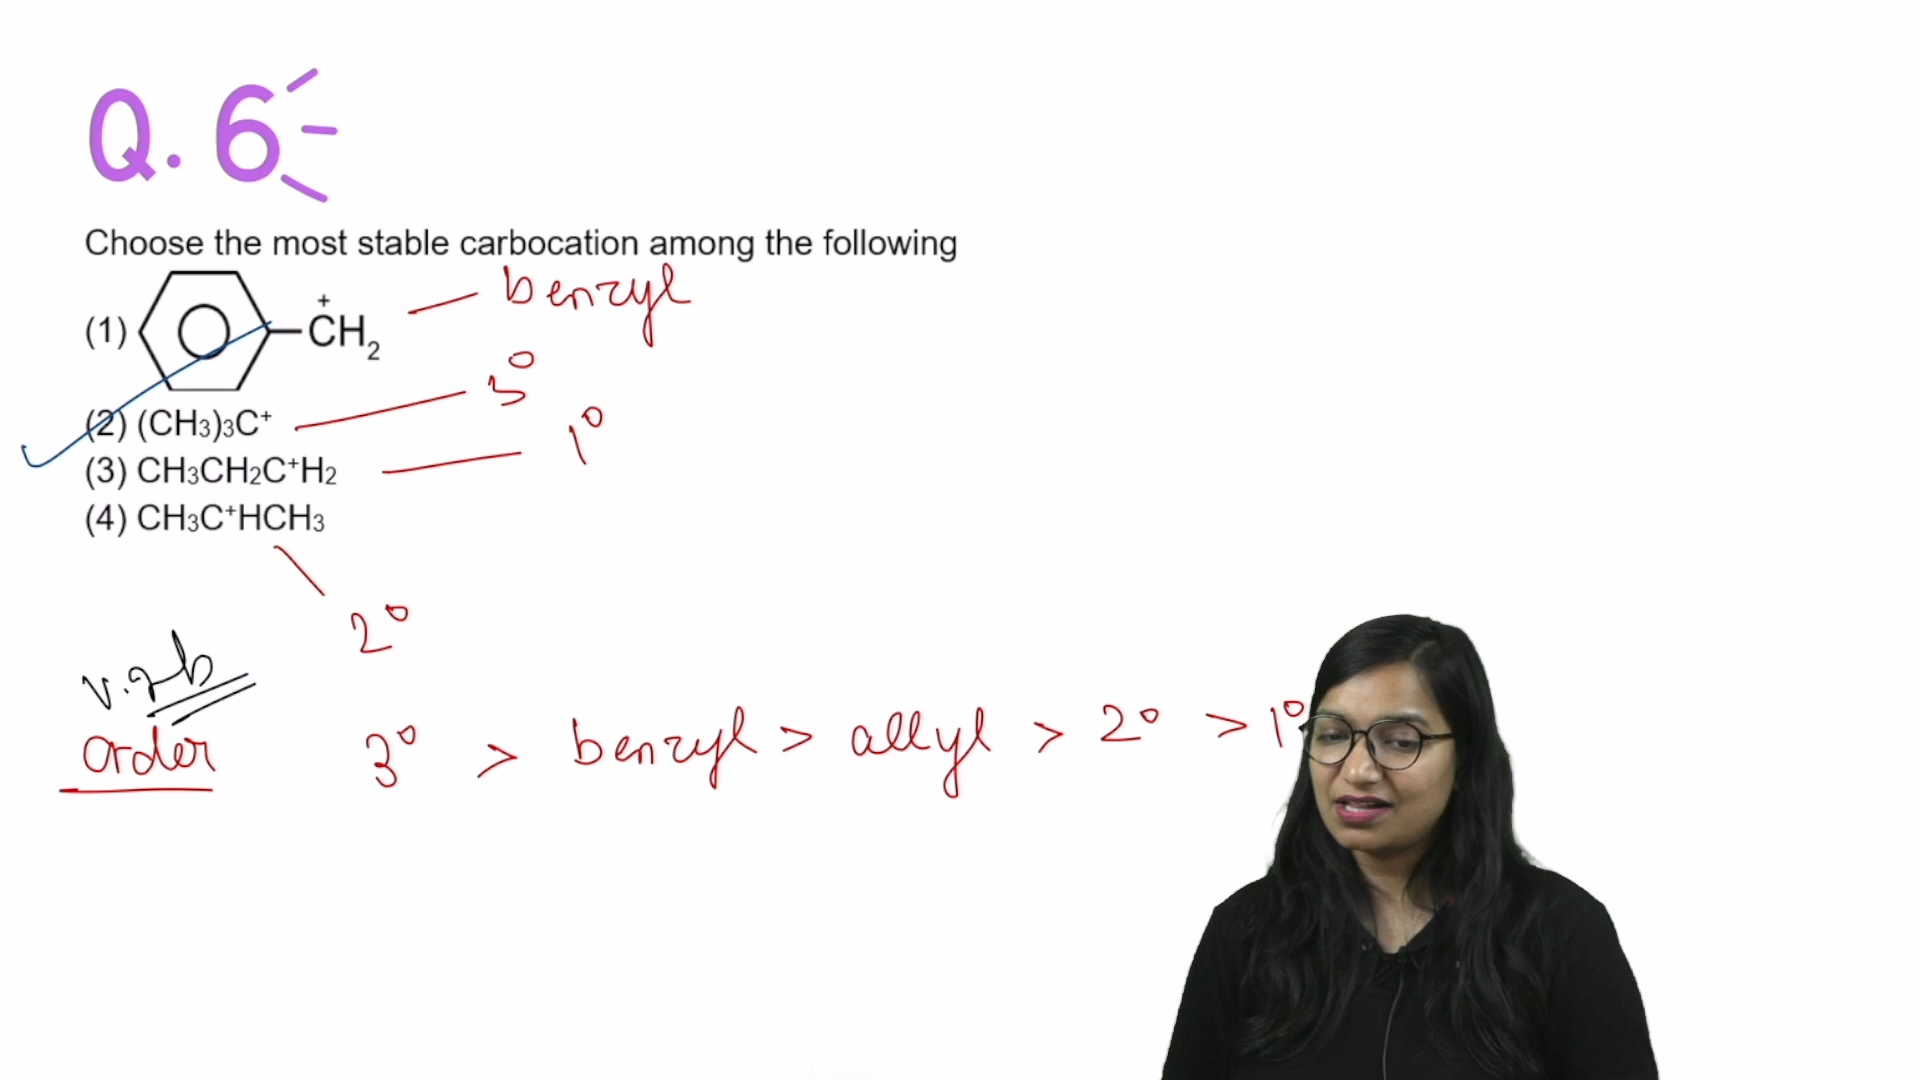 Q. 6
Choose the most stable carbocation among the following
(1) CH2+ benzyl
(2) (CH3)3C+ 3°
(3) CH3CH2C+H2 1°
(4) CH3C+HCH3
2°
order 3° > benzyl > allyl > 2° > 1°